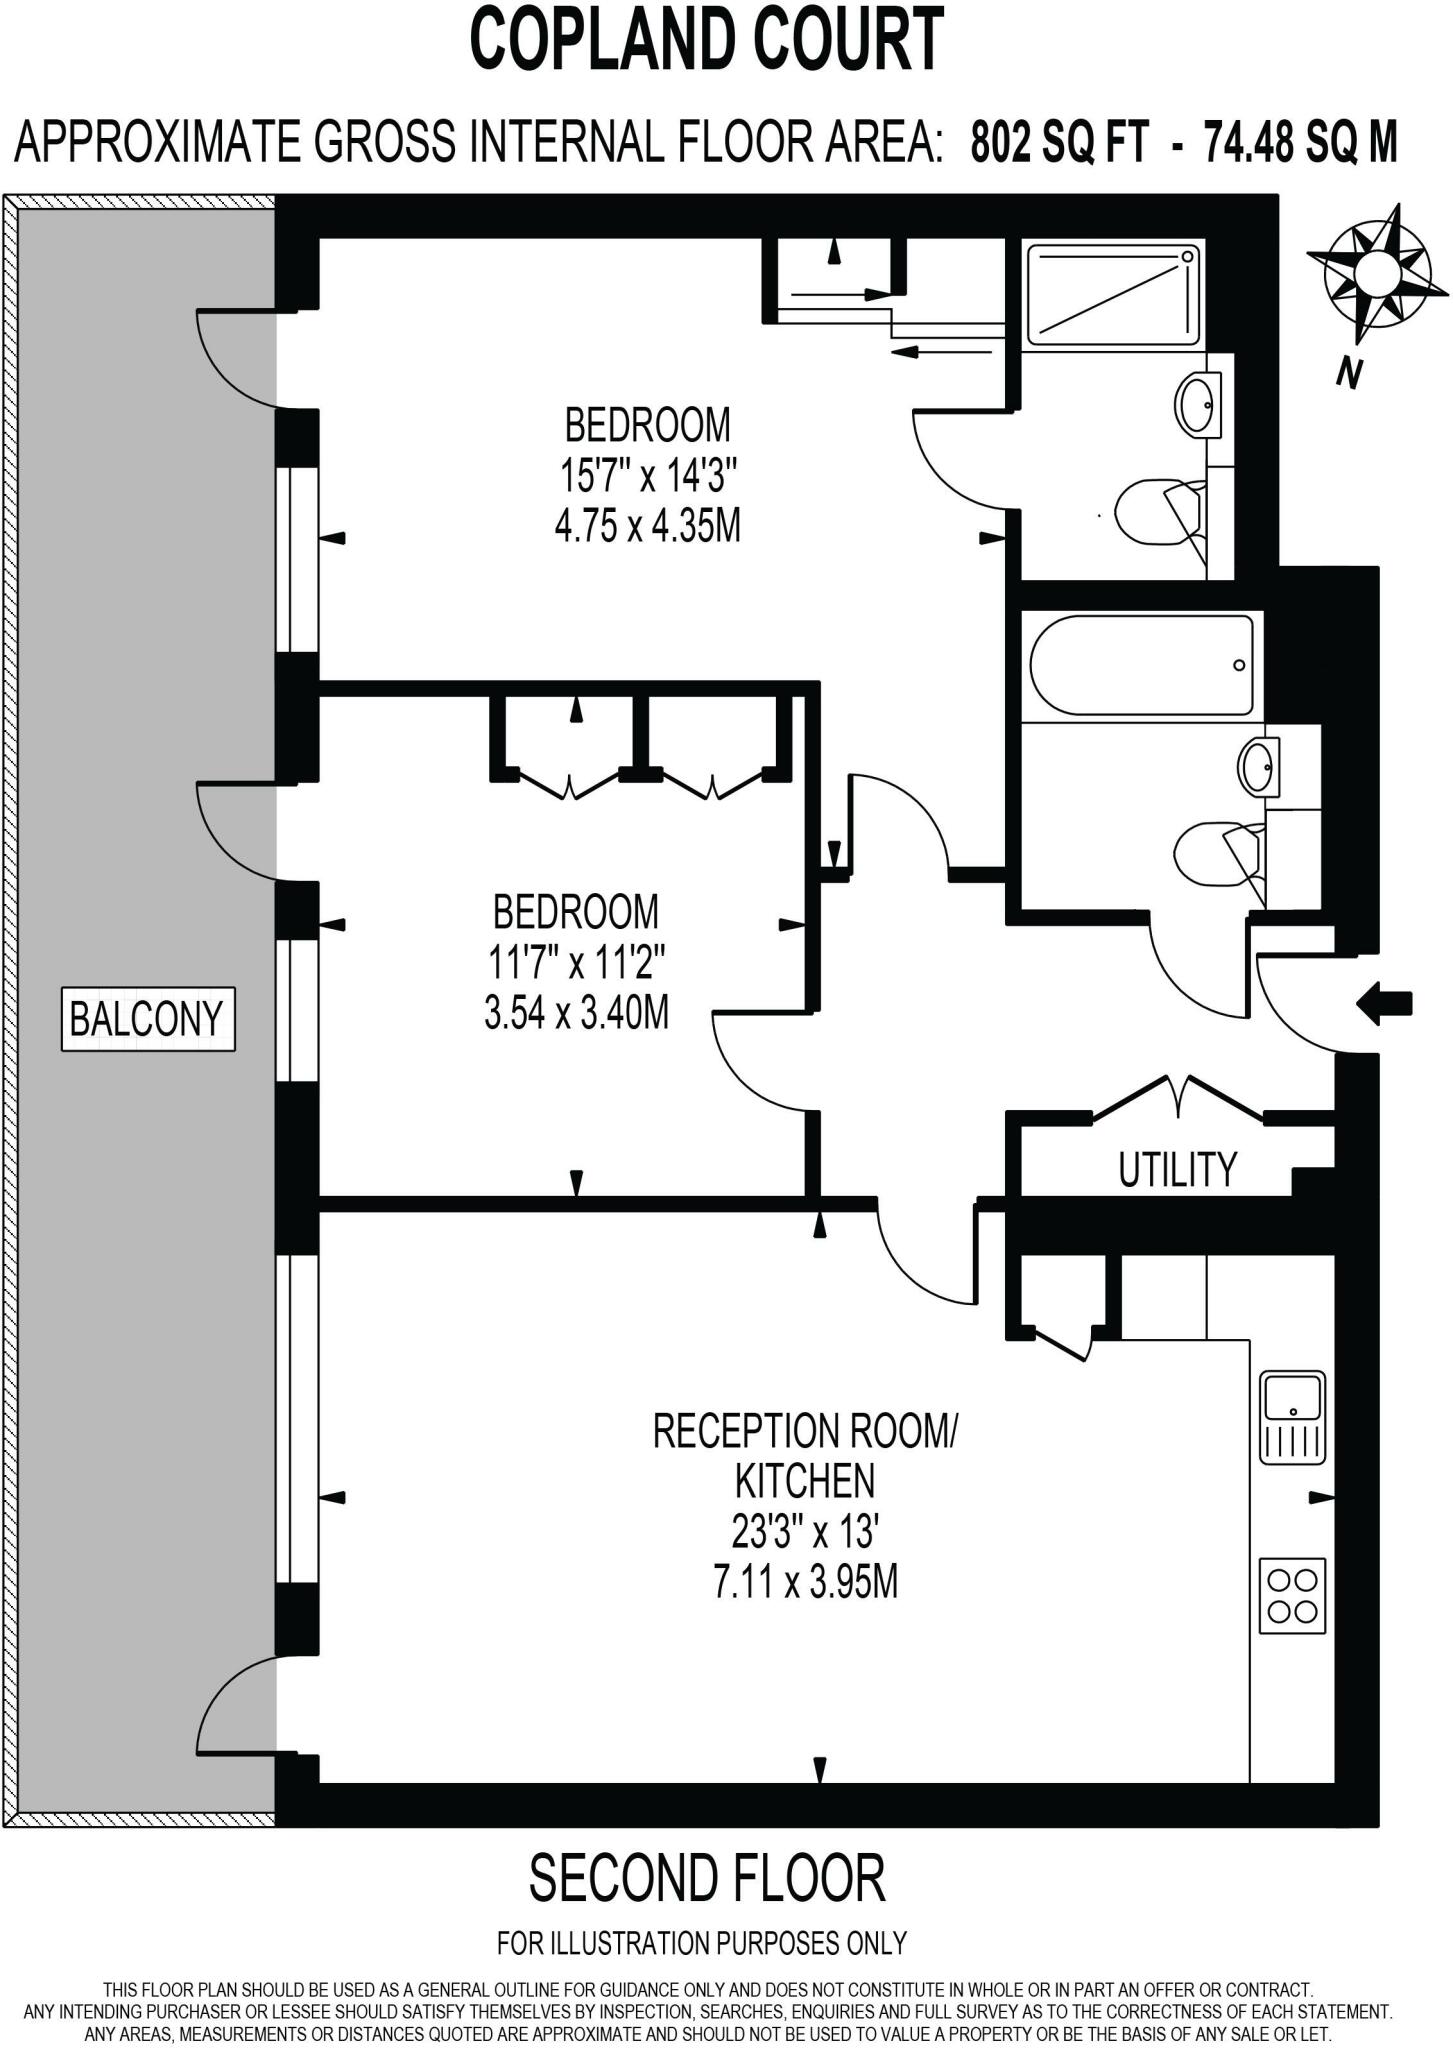 COPLAND COURT
APPROXIMATE GROSS INTERNAL FLOOR AREA: 802 SQ FT - 74.48 SQ M
N
BEDROOM
15'7" x 14'3"
4.75 x 4.35M
BEDROOM
11'7" x 11'2"
3.54 x 3.40M
BALCONY
UTILITY
RECEPTION ROOM/
KITCHEN
23'3" x 13'
7.11 x 3.95M
SECOND FLOOR
FOR ILLUSTRATION PURPOSES ONLY
THIS FLOOR PLAN SHOULD BE USED AS A GENERAL OUTLINE FOR GUIDANCE ONLY AND DOES NOT CONSTITUTE IN WHOLE OR IN PART AN OFFER OR CONTRACT.
ANY INTENDING PURCHASER OR LESSEE SHOULD SATISFY THEMSELVES BY INSPECTION, SEARCHES, ENQUIRIES AND FULL SURVEY AS TO THE CORRECTNESS OF EACH STATEMENT.
ANY AREAS, MEASUREMENTS OR DISTANCES QUOTED ARE APPROXIMATE AND SHOULD NOT BE USED TO VALUE A PROPERTY OR BE THE BASIS OF ANY SALE OR LET.